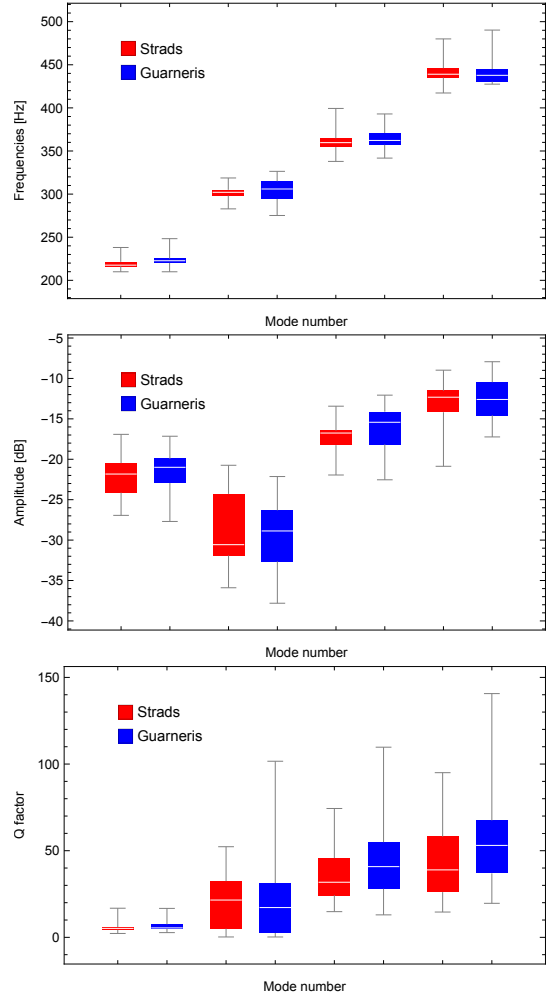 500
450
400
350
300
250
200
Frequencies [Hz]
Strads
Guarneris
Mode number
−5
−10
−15
−20
−25
−30
−35
−40
Amplitude [dB]
Strads
Guarneris
Mode number
150
100
50
0
Q factor
Strads
Guarneris
Mode number